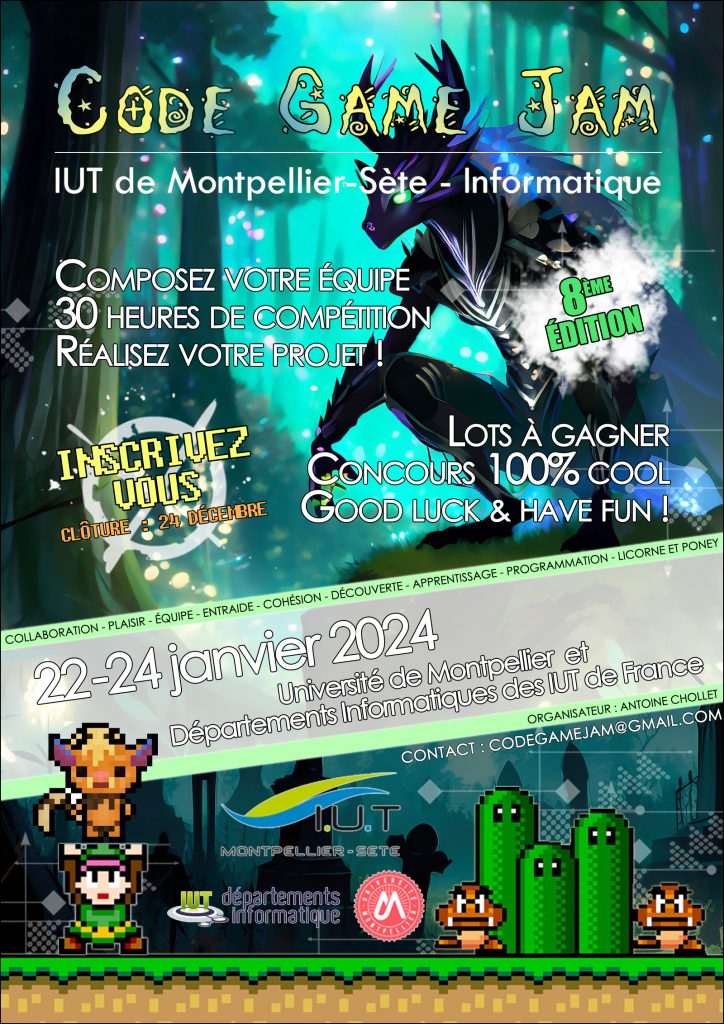 CODE GAME JAM
IUT de Montpellier-Sète - Informatique
COMPOSEZ VOTRE ÉQUIPE
30 HEURES DE COMPÉTITION
RÉALISEZ VOTRE PROJET !
8ÈME
ÉDITION
INSCRIVEZ
VOUS
CLÔTURE : 24 DÉCEMBRE
LOTS À GAGNER
CONCOURS 100% COOL
GOOD LUCK & HAVE FUN !
COLLABORATION - PLAISIR - ÉQUIPE - ENTRAIDE - COHÉSION - DÉCOUVERTE - APPRENTISSAGE - PROGRAMMATION - LICORNE ET PONEY
22-24 janvier 2024
Université de Montpellier et
Départements Informatiques des IUT de France
ORGANISATEUR : ANTOINE CHOLLET
CONTACT : CODEGAMEJAM@GMAIL.COM
I.U.T
MONTPELLIER-SETE
IUT départements
informatique
UNIVERSITÉ
MONTPELLIER